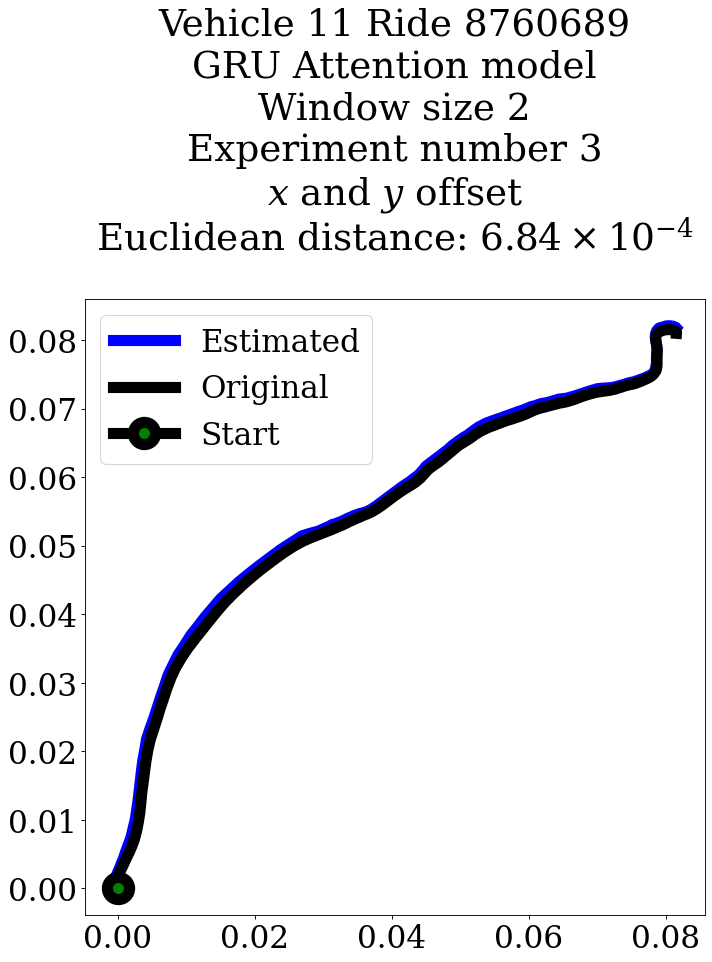 Vehicle 11 Ride 8760689
GRU Attention model
Window size 2
Experiment number 3
x and y offset
Euclidean distance: 6.84 × 10⁻⁴
Estimated
Original
Start
0.08
0.07
0.06
0.05
0.04
0.03
0.02
0.01
0.00
0.00 0.02 0.04 0.06 0.08